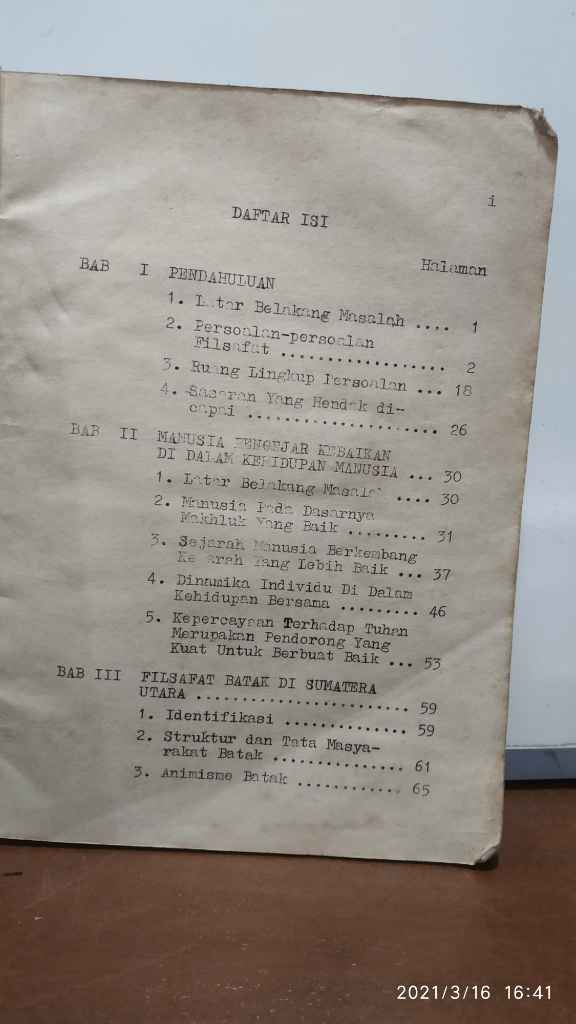 i
DAFTAR ISI
Halaman
BAB I PENDAHULUAN
1. Latar Belakang Masalah .... 1
2. Persoalan-persoalan
Filsafat .................. 2
3. Ruang Lingkup Persoalan ... 18
4. Sasaran Yang Hendak di-
capai ..................... 26
BAB II MANUSIA PENGEJAR KEBAIKAN
DI DALAM KEHIDUPAN MANUSIA ... 30
1. Latar Belakang Masalah .... 30
2. Manusia Pada Dasarnya
Makhluk Yang Baik ......... 31
3. Sejarah Manusia Berkembang
Ke arah Yang Lebih Baik ... 37
4. Dinamika Individu Di Dalam
Kehidupan Bersama ......... 46
5. Kepercayaan Terhadap Tuhan
Merupakan Pendorong Yang
Kuat Untuk Berbuat Baik ... 53
BAB III FILSAFAT BATAK DI SUMATERA
UTARA ....................... 59
1. Identifikasi ............. 59
2. Struktur dan Tata Masya-
rakat Batak ............... 61
3. Animisme Batak ............ 65
2021/3/16 16:41